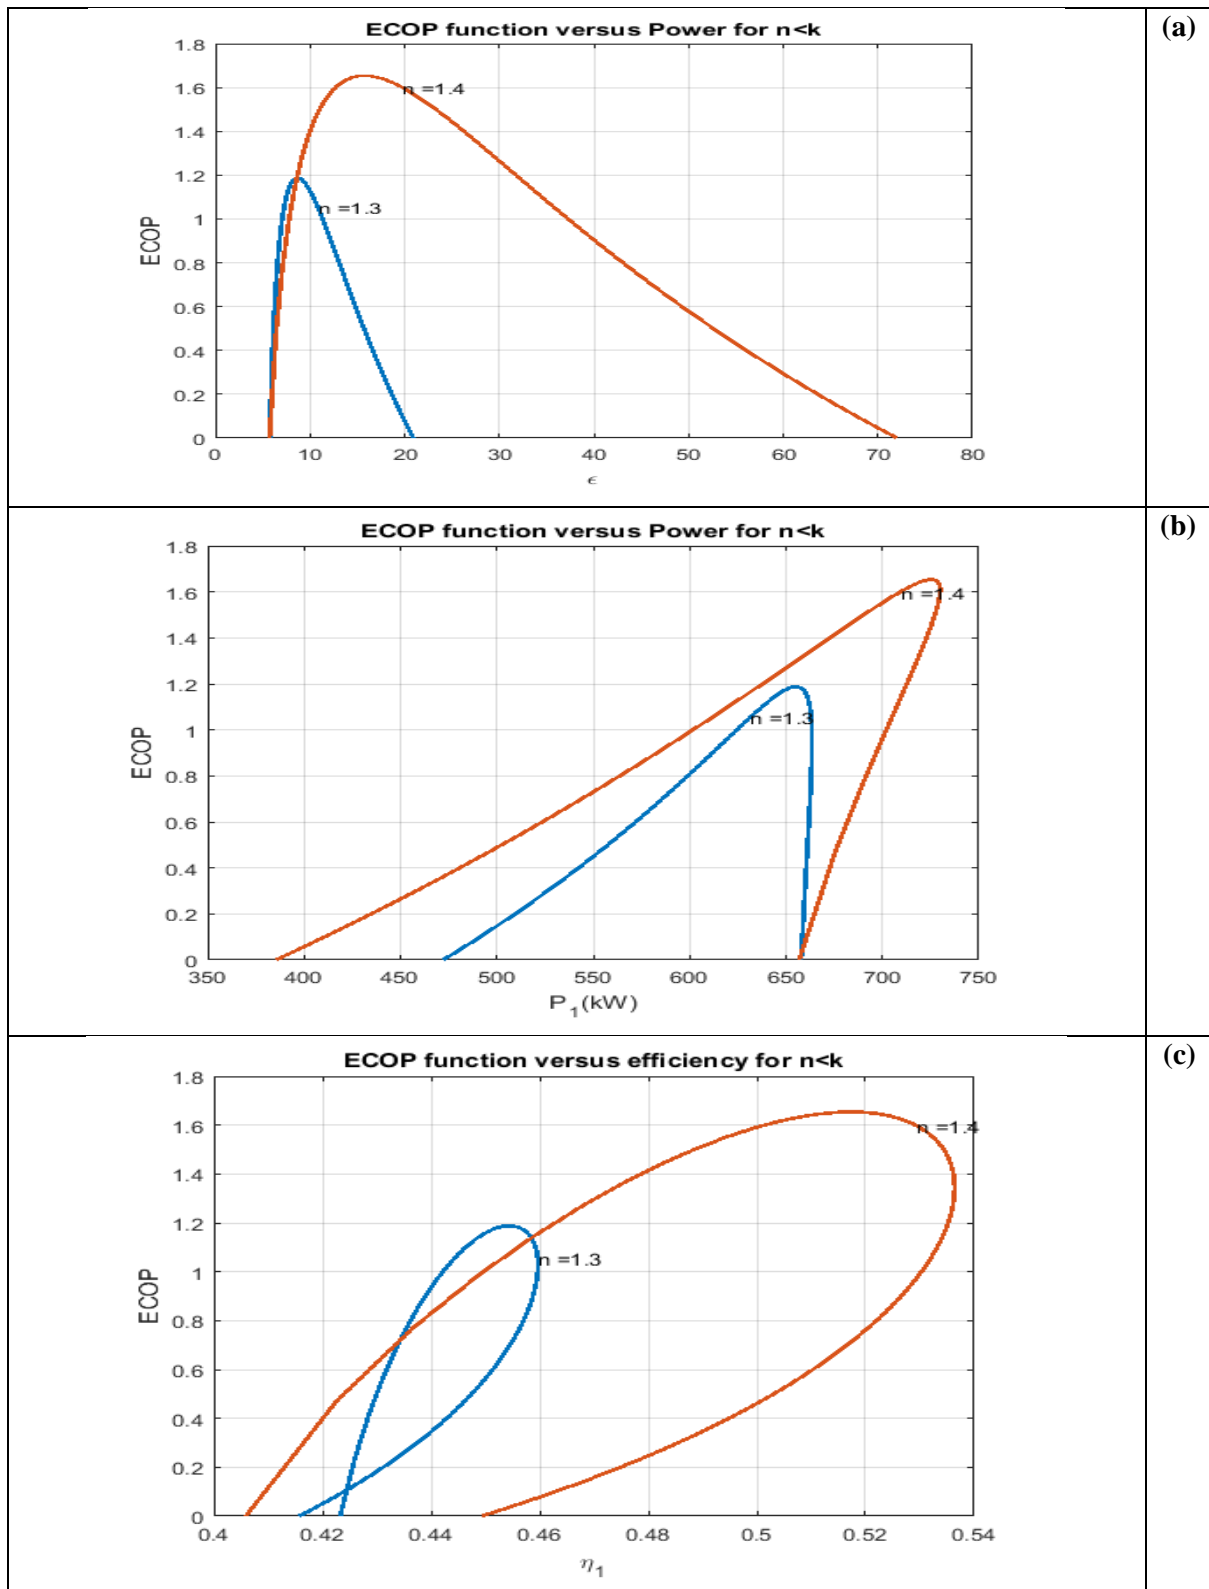 ECOP function versus Power for n<k
(a)
1.8
1.6
1.4
1.2
1
0.8
0.6
0.4
0.2
0
ECOP
n =1.4
n =1.3
0 10 20 30 40 50 60 70 80
ϵ
ECOP function versus Power for n<k
(b)
1.8
1.6
1.4
1.2
1
0.8
0.6
0.4
0.2
0
ECOP
n =1.4
n =1.3
350 400 450 500 550 600 650 700 750
P_1(kW)
ECOP function versus efficiency for n<k
(c)
1.8
1.6
1.4
1.2
1
0.8
0.6
0.4
0.2
0
ECOP
n =1.4
n =1.3
0.4 0.42 0.44 0.46 0.48 0.5 0.52 0.54
η_1